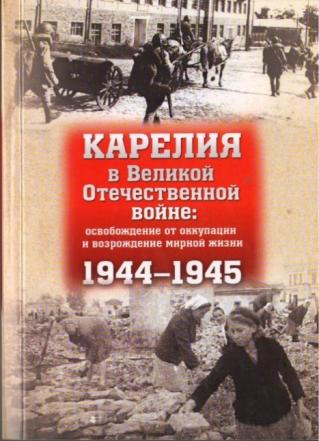 КАРЕЛИЯ
в Великой
Отечественной
войне:
освобождение от оккупации
и возрождение мирной жизни
1944–1945